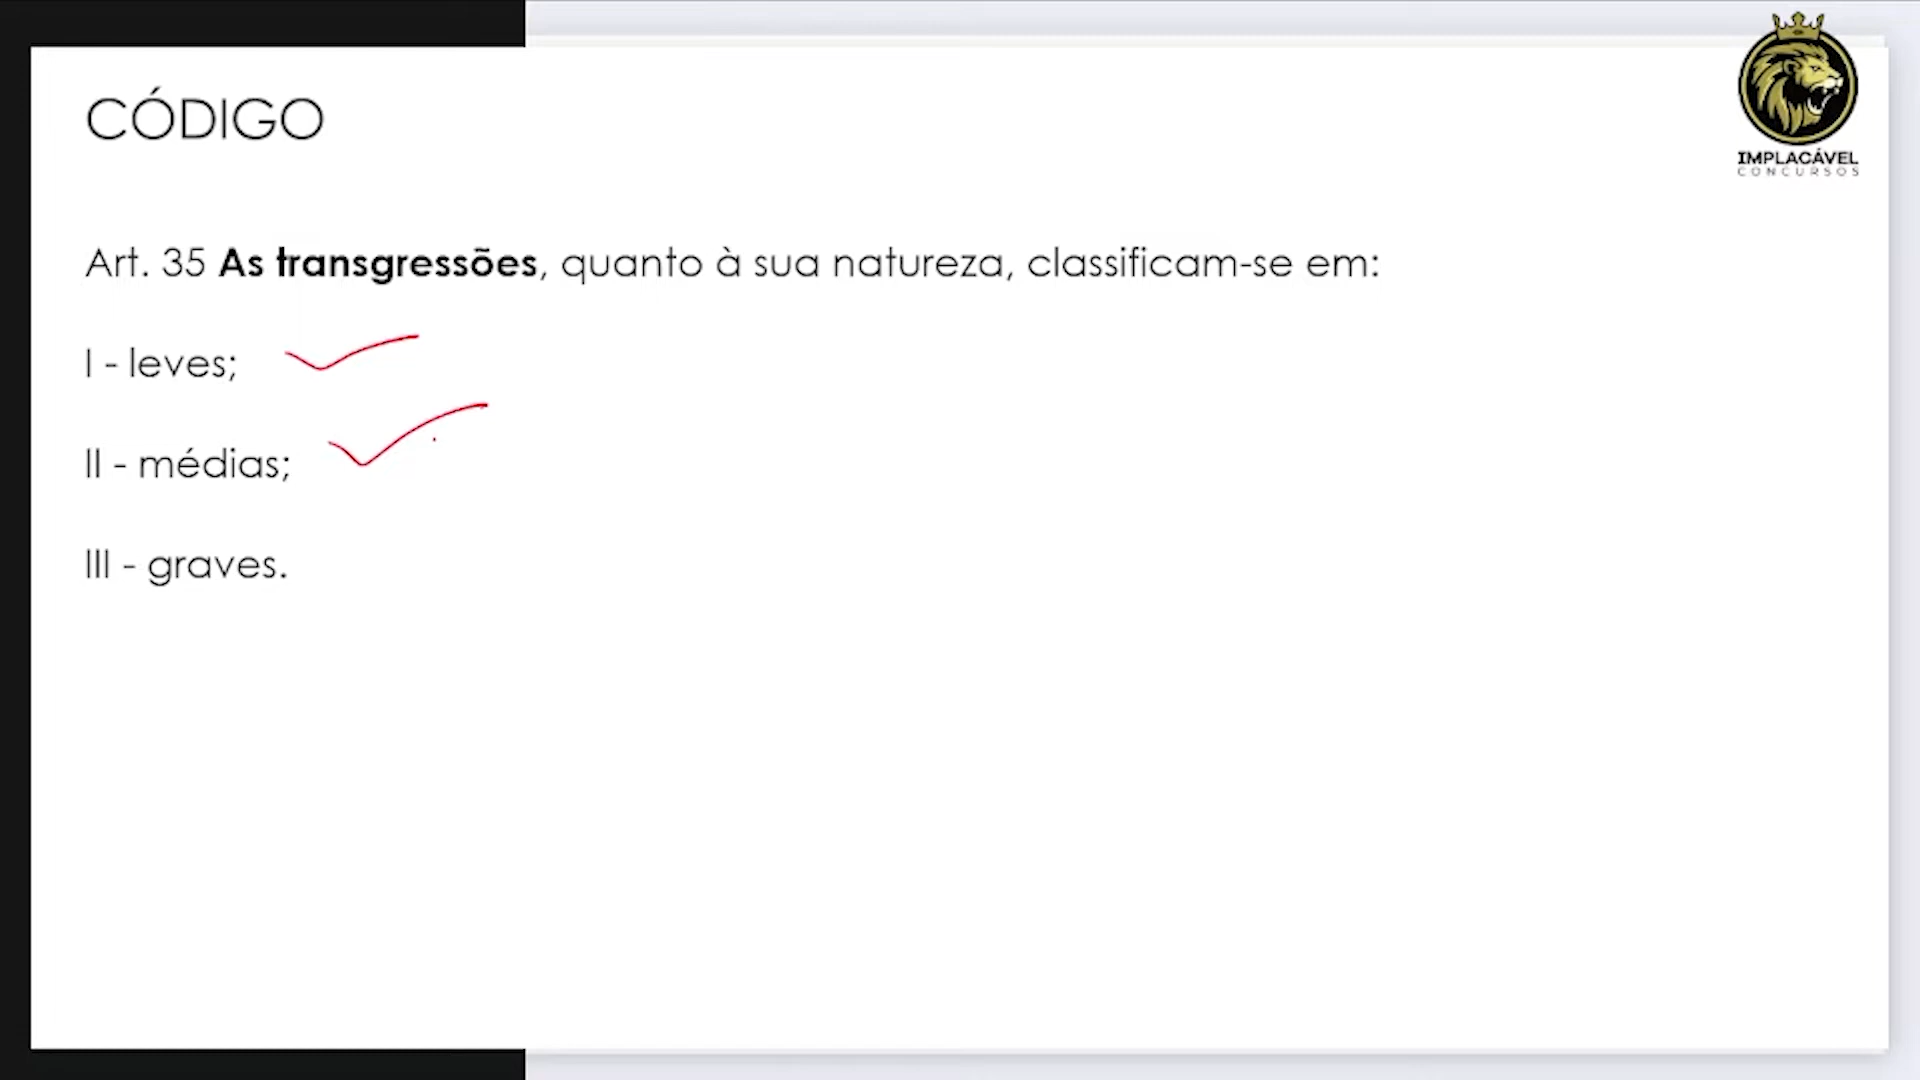 IMPLACÁVEL
CONCURSOS
CÓDIGO
Art. 35 As transgressões, quanto à sua natureza, classificam-se em:
I - leves;
II - médias;
III - graves.